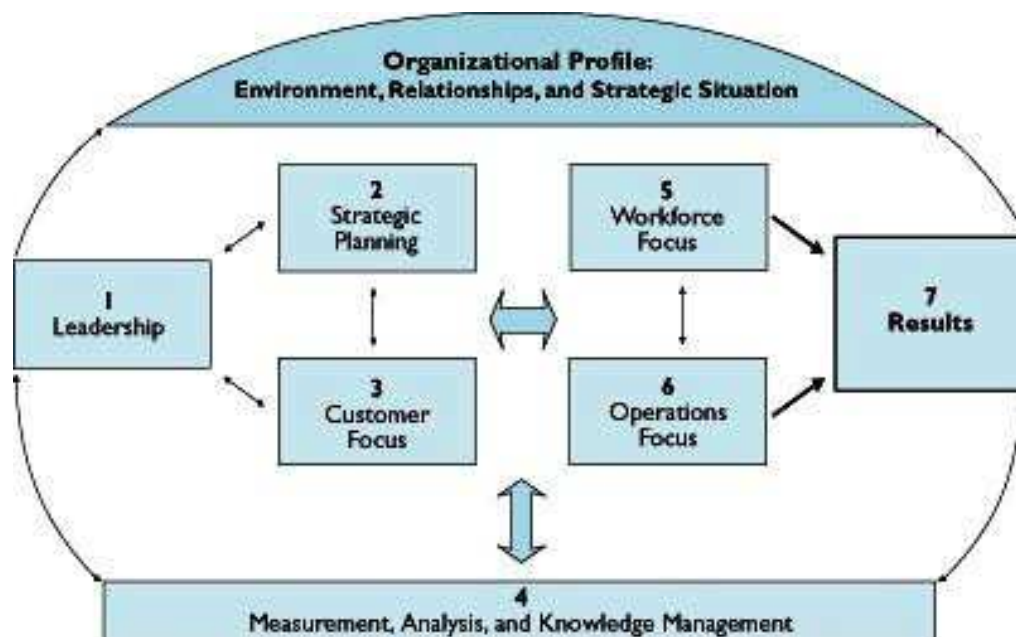 Organizational Profile:
Environment, Relationships, and Strategic Situation
2
Strategic
Planning
5
Workforce
Focus
1
Leadership
7
Results
3
Customer
Focus
6
Operations
Focus
4
Measurement, Analysis, and Knowledge Management